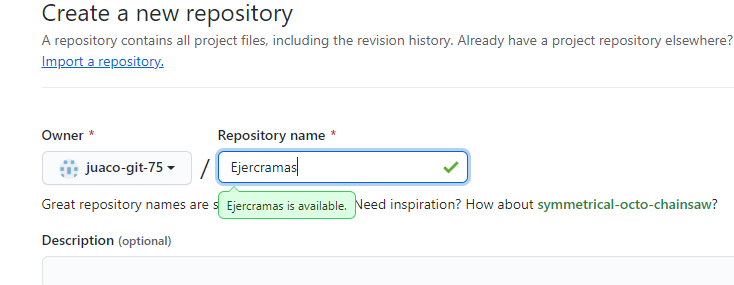 Create a new repository
A repository contains all project files, including the revision history. Already have a project repository elsewhere?
Import a repository.
Owner * Repository name *
juaco-git-75 / Ejercramas
Great repository names are s Need inspiration? How about symmetrical-octo-chainsaw?
Ejercramas is available.
Description (optional)